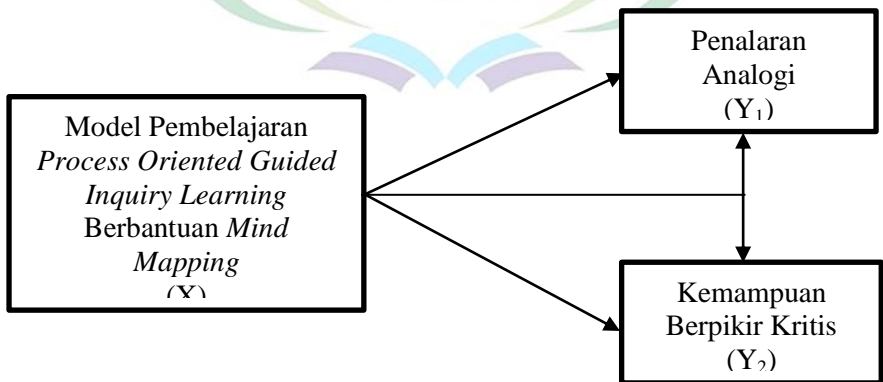 Model Pembelajaran
Process Oriented Guided
Inquiry Learning
Berbantuan Mind
Mapping
(X)
Penalaran
Analogi
(Y₁)
Kemampuan
Berpikir Kritis
(Y₂)